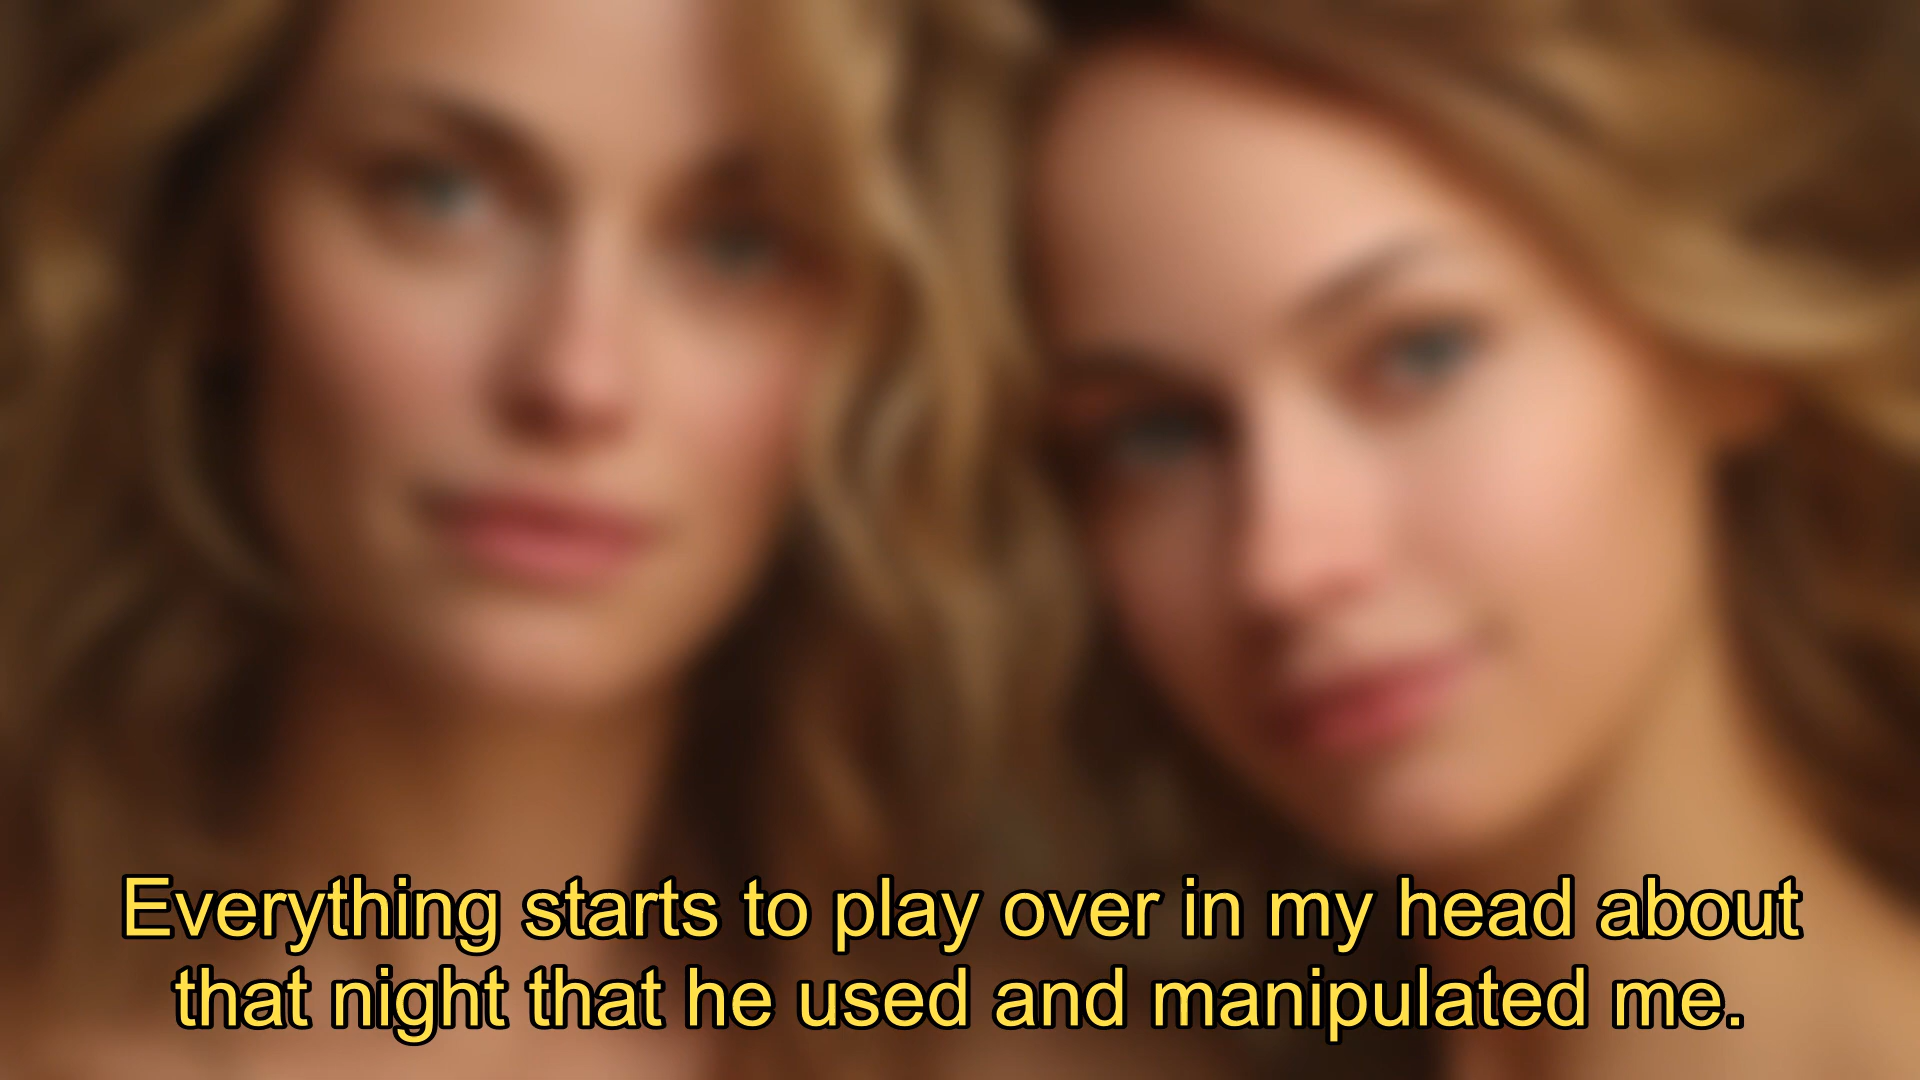 Everything starts to play over in my head about
that night that he used and manipulated me.